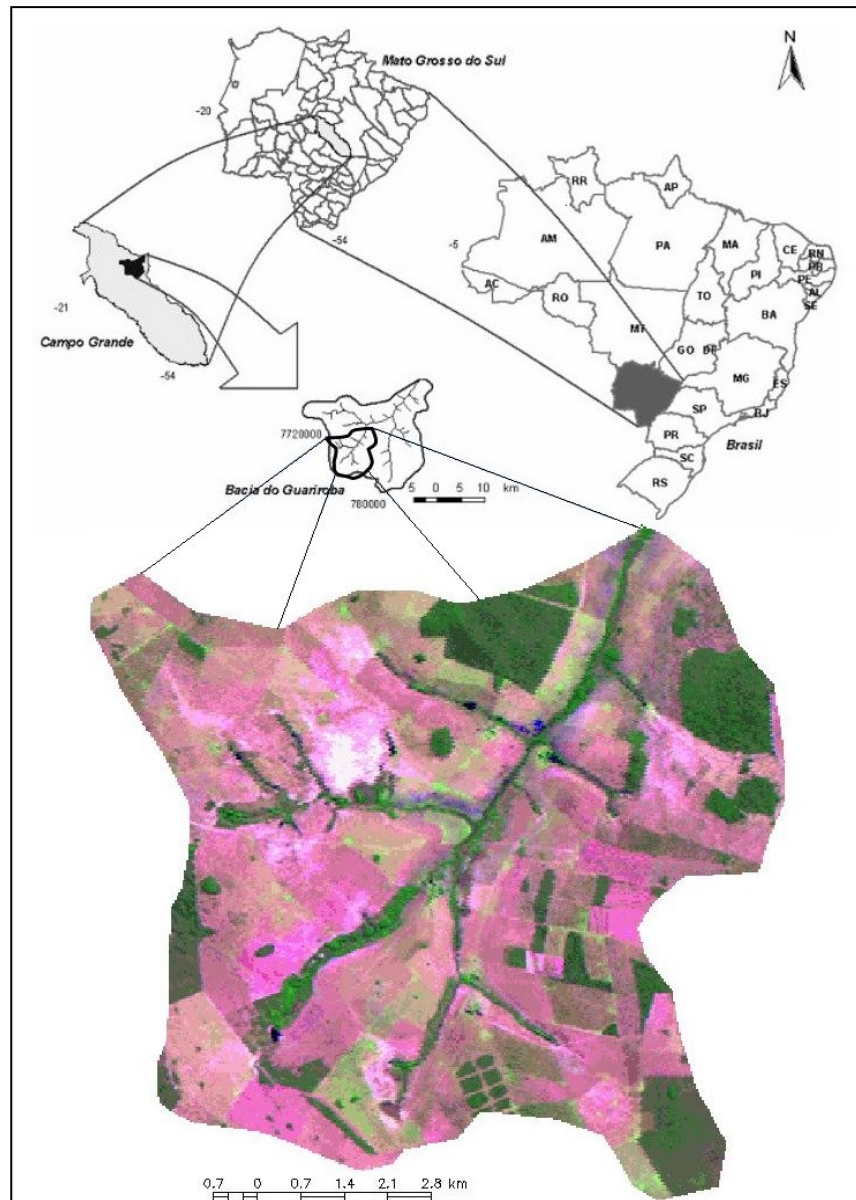 N
Mato Grosso do Sul
-20
-54
-5
RR
AP
AM
PA
MA
CE
RN
PB
PE
AL
SE
PI
AC
RO
TO
BA
MT
GO
DF
MG
ES
SP
RJ
PR
SC
RS
Brasil
-21
Campo Grande
-54
7720000
Bacia do Guariroba
780000
5 0 5 10 km
0.7 0 0.7 1.4 2.1 2.8 km